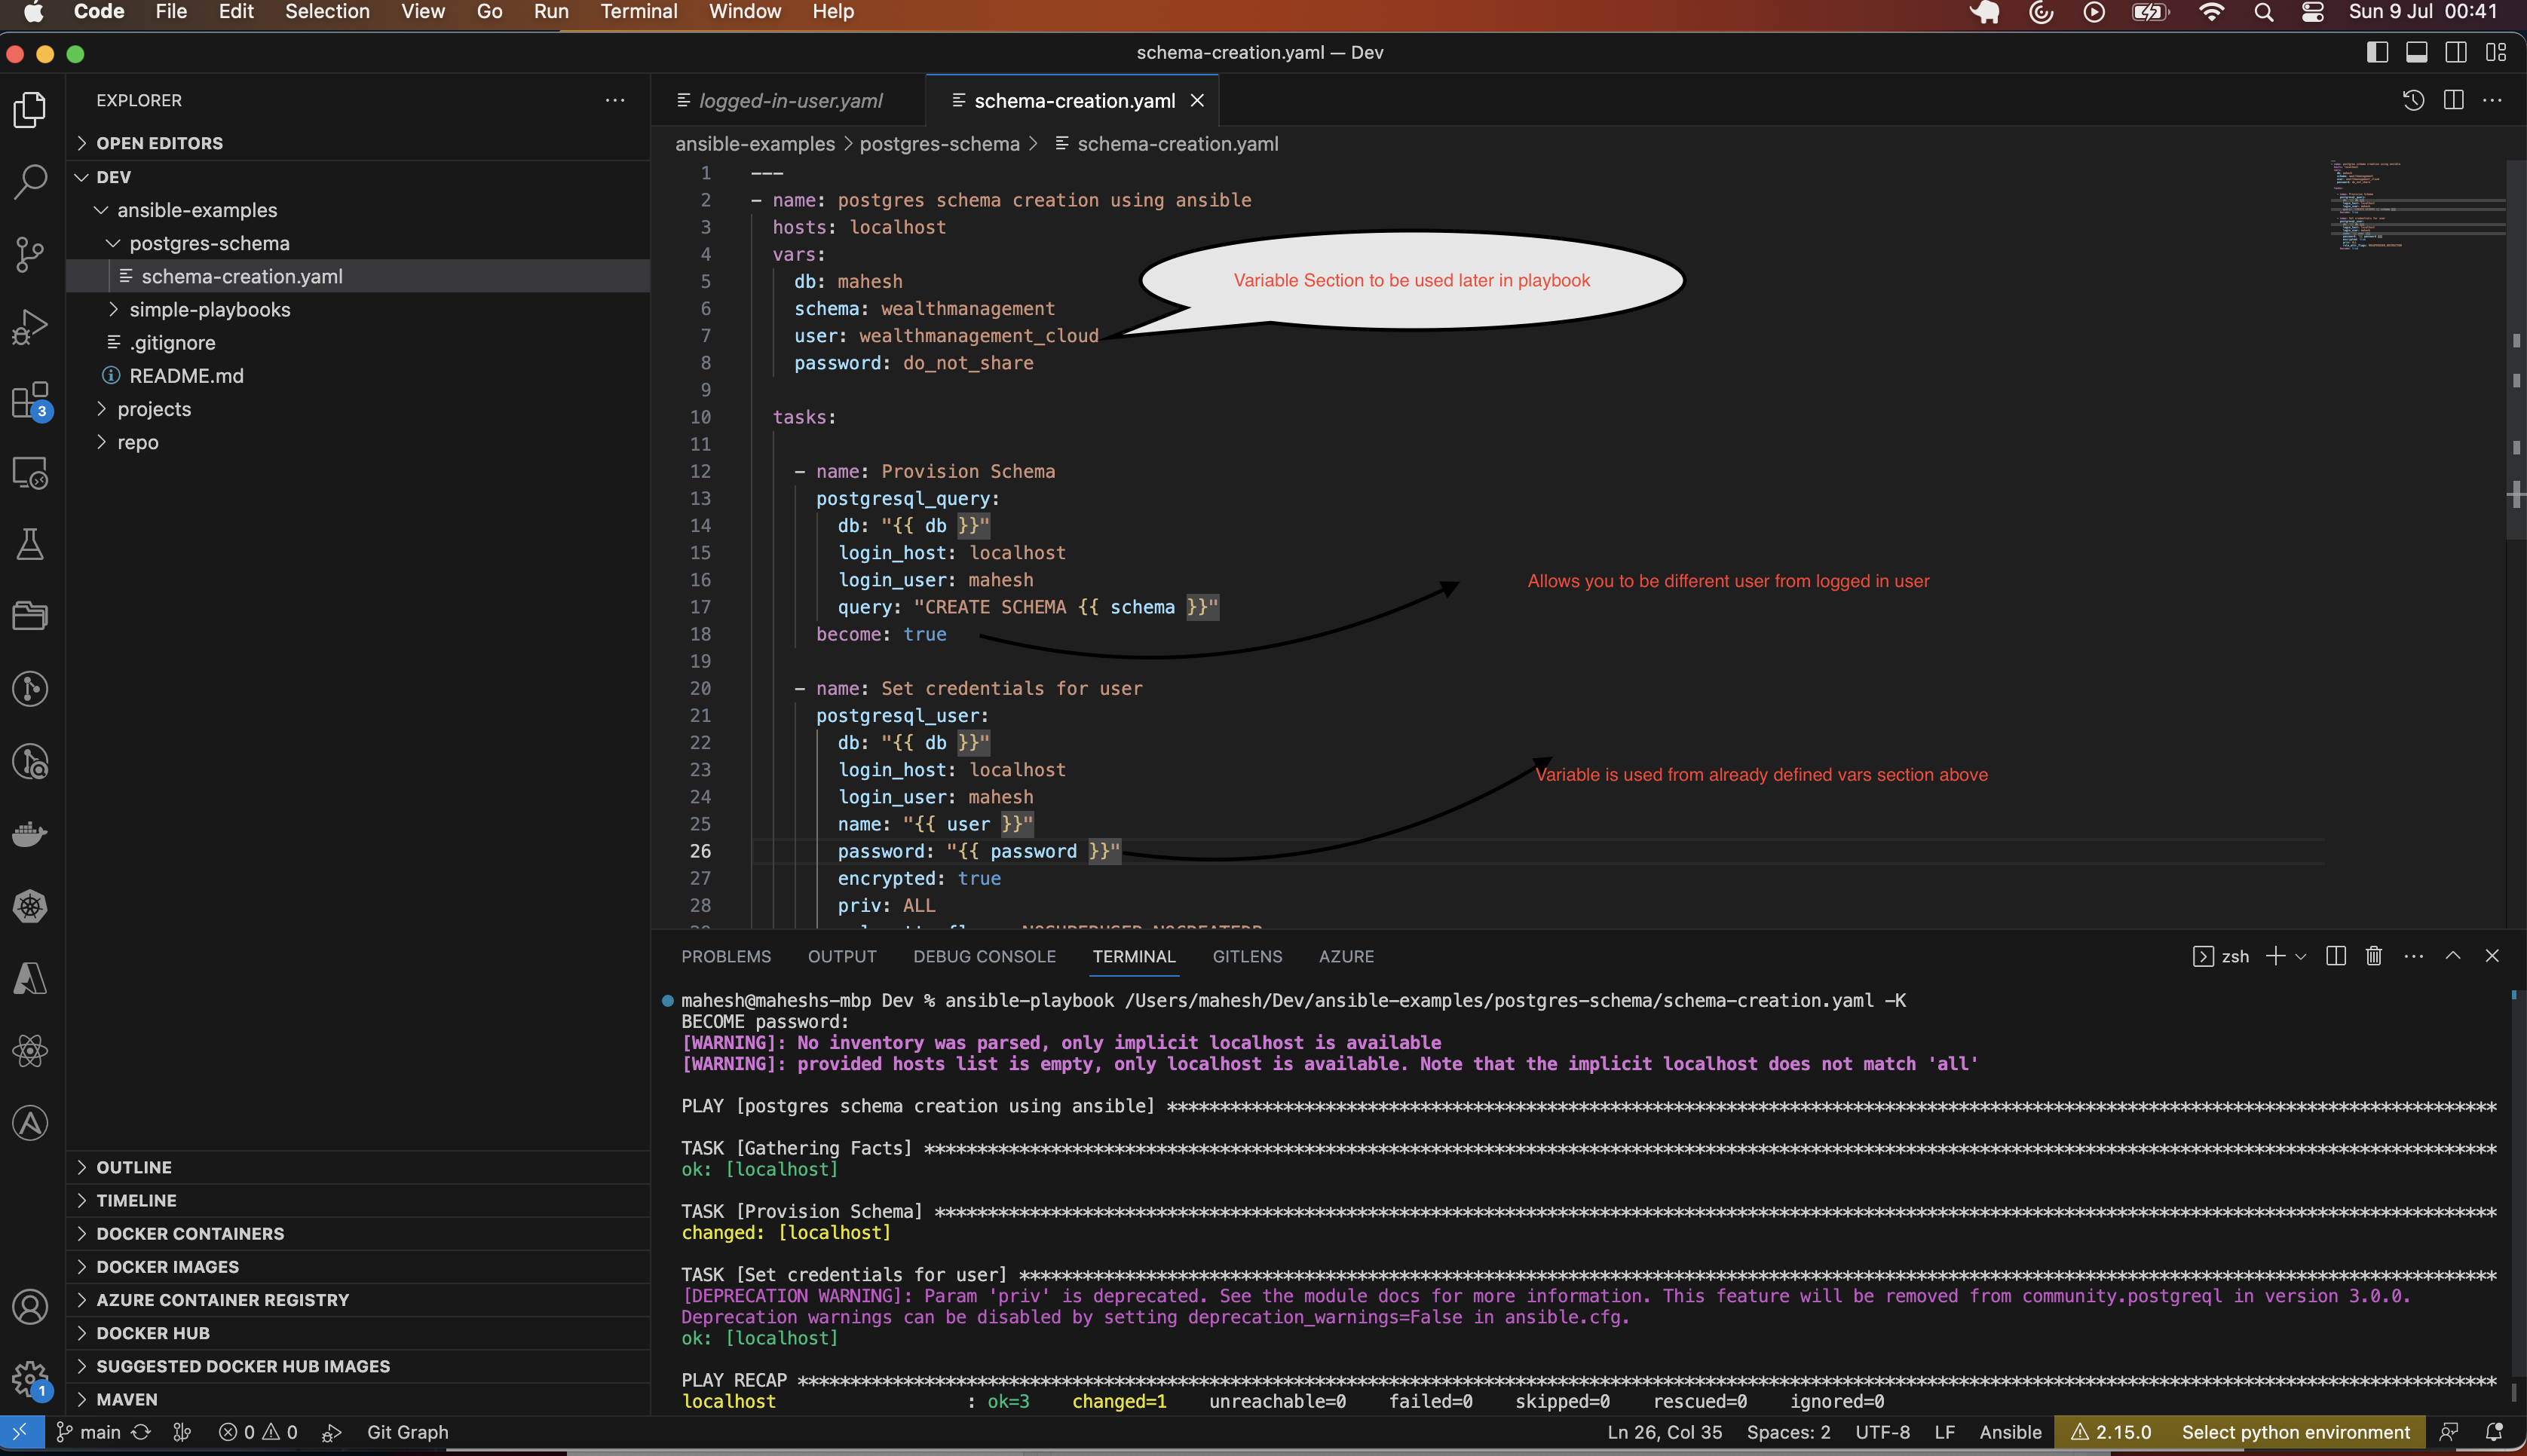 Code File Edit Selection View Go Run Terminal Window Help Sun 9 Jul 00:41
schema-creation.yaml — Dev
EXPLORER
OPEN EDITORS
DEV
ansible-examples
postgres-schema
schema-creation.yaml
simple-playbooks
.gitignore
README.md
projects
repo
3
OUTLINE
TIMELINE
DOCKER CONTAINERS
DOCKER IMAGES
AZURE CONTAINER REGISTRY
DOCKER HUB
SUGGESTED DOCKER HUB IMAGES
MAVEN
1
logged-in-user.yaml schema-creation.yaml
ansible-examples > postgres-schema > schema-creation.yaml
1 ---
2 - name: postgres schema creation using ansible
3 hosts: localhost
4 vars:
5 db: mahesh
6 schema: wealthmanagement
7 user: wealthmanagement_cloud
8 password: do_not_share
9
10 tasks:
11
12 - name: Provision Schema
13 postgresql_query:
14 db: "{{ db }}"
15 login_host: localhost
16 login_user: mahesh
17 query: "CREATE SCHEMA {{ schema }}"
18 become: true
19
20 - name: Set credentials for user
21 postgresql_user:
22 db: "{{ db }}"
23 login_host: localhost
24 login_user: mahesh
25 name: "{{ user }}"
26 password: "{{ password }}"
27 encrypted: true
28 priv: ALL
Variable Section to be used later in playbook
Allows you to be different user from logged in user
Variable is used from already defined vars section above
PROBLEMS OUTPUT DEBUG CONSOLE TERMINAL GITLENS AZURE zsh
mahesh@maheshs-mbp Dev % ansible-playbook /Users/mahesh/Dev/ansible-examples/postgres-schema/schema-creation.yaml -K
BECOME password:
[WARNING]: No inventory was parsed, only implicit localhost is available
[WARNING]: provided hosts list is empty, only localhost is available. Note that the implicit localhost does not match 'all'
PLAY [postgres schema creation using ansible] ****
TASK [Gathering Facts] ****
ok: [localhost]
TASK [Provision Schema] ****
changed: [localhost]
TASK [Set credentials for user] ****
[DEPRECATION WARNING]: Param 'priv' is deprecated. See the module docs for more information. This feature will be removed from community.postgreql in version 3.0.0.
Deprecation warnings can be disabled by setting deprecation_warnings=False in ansible.cfg.
ok: [localhost]
PLAY RECAP ****
localhost : ok=3 changed=1 unreachable=0 failed=0 skipped=0 rescued=0 ignored=0
main 0 0 Git Graph Ln 26, Col 35 Spaces: 2 UTF-8 LF Ansible 2.15.0 Select python environment